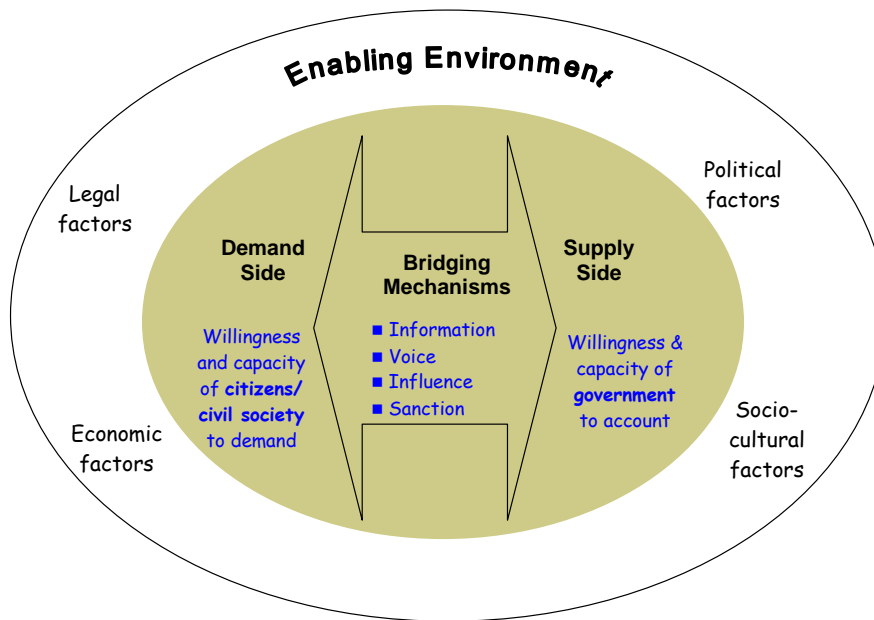 Enabling Environment
Legal
factors
Political
factors
Demand
Side
Willingness
and capacity
of citizens/
civil society
to demand
Bridging
Mechanisms
■ Information
■ Voice
■ Influence
■ Sanction
Supply
Side
Willingness &
capacity of
government
to account
Economic
factors
Socio-
cultural
factors